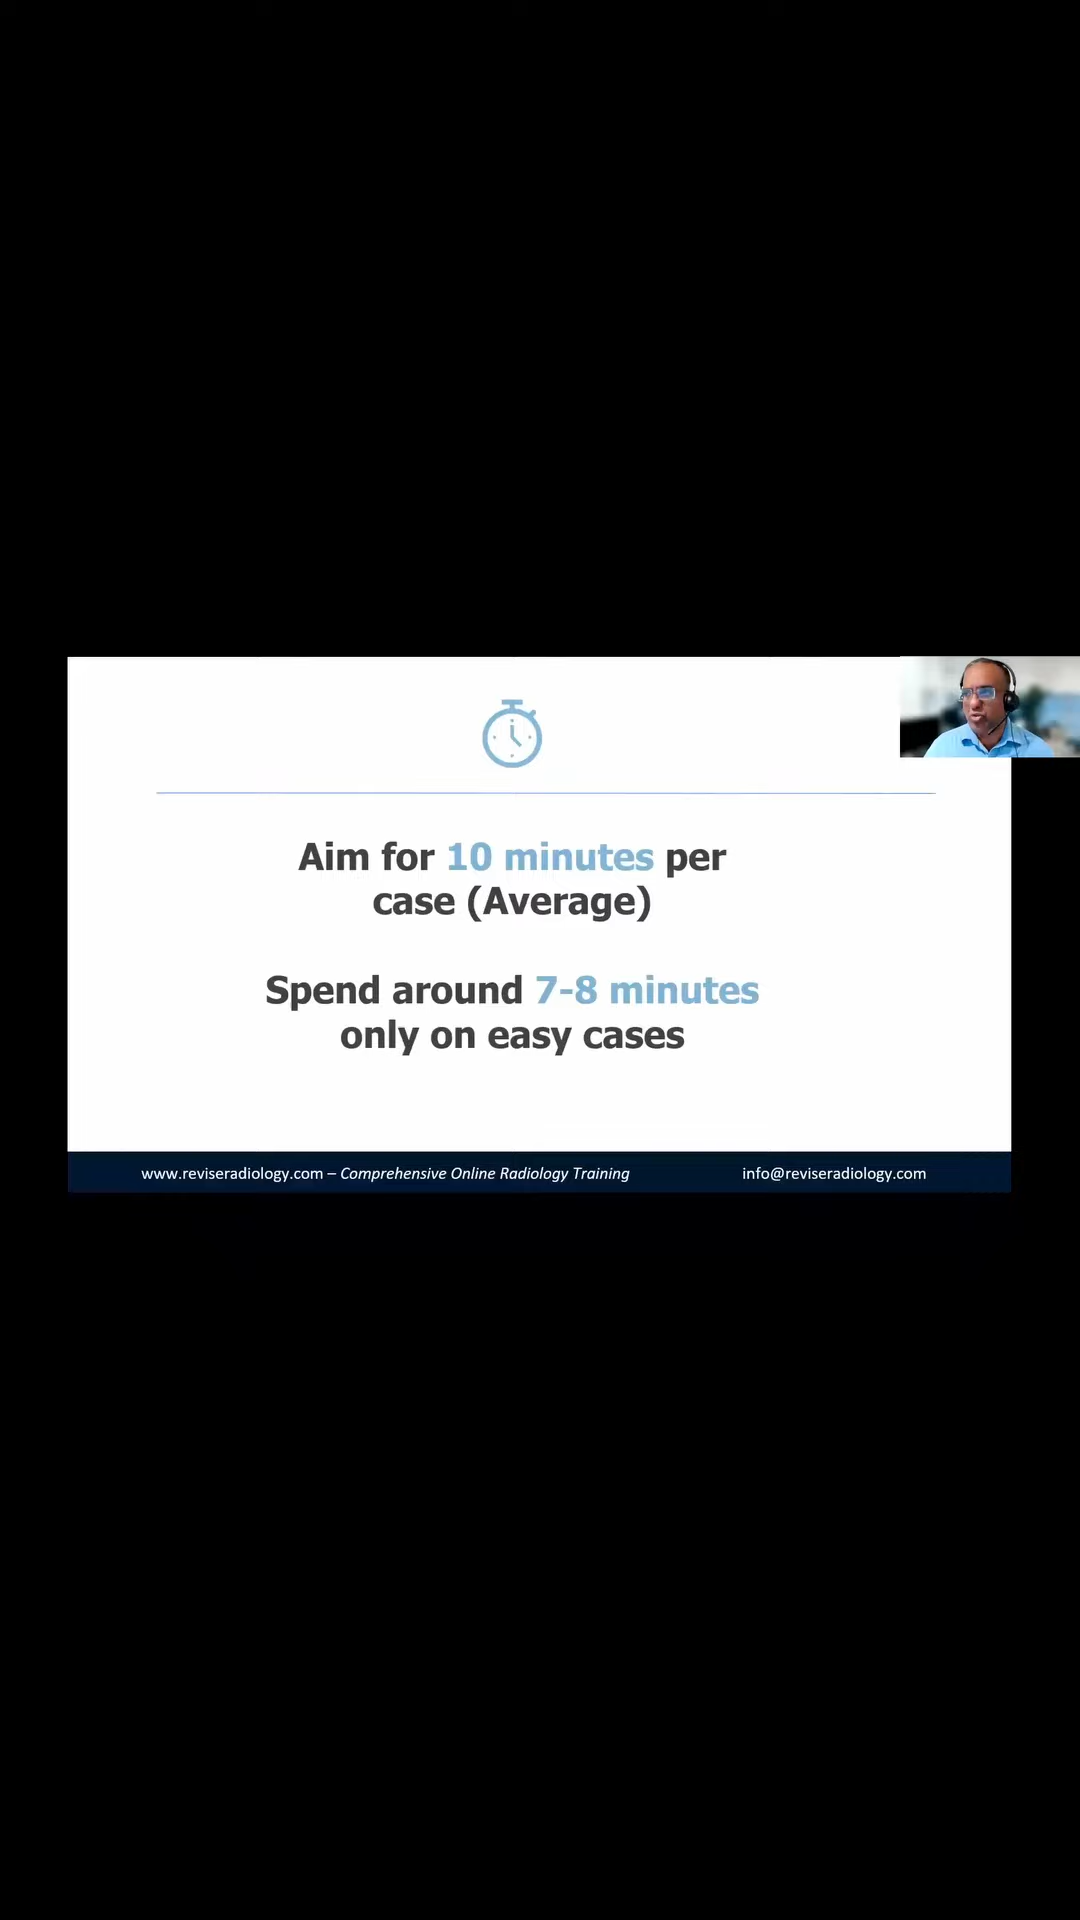 Aim for 10 minutes per
case (Average)
Spend around 7-8 minutes
only on easy cases
www.reviseradiology.com – Comprehensive Online Radiology Training
info@reviseradiology.com